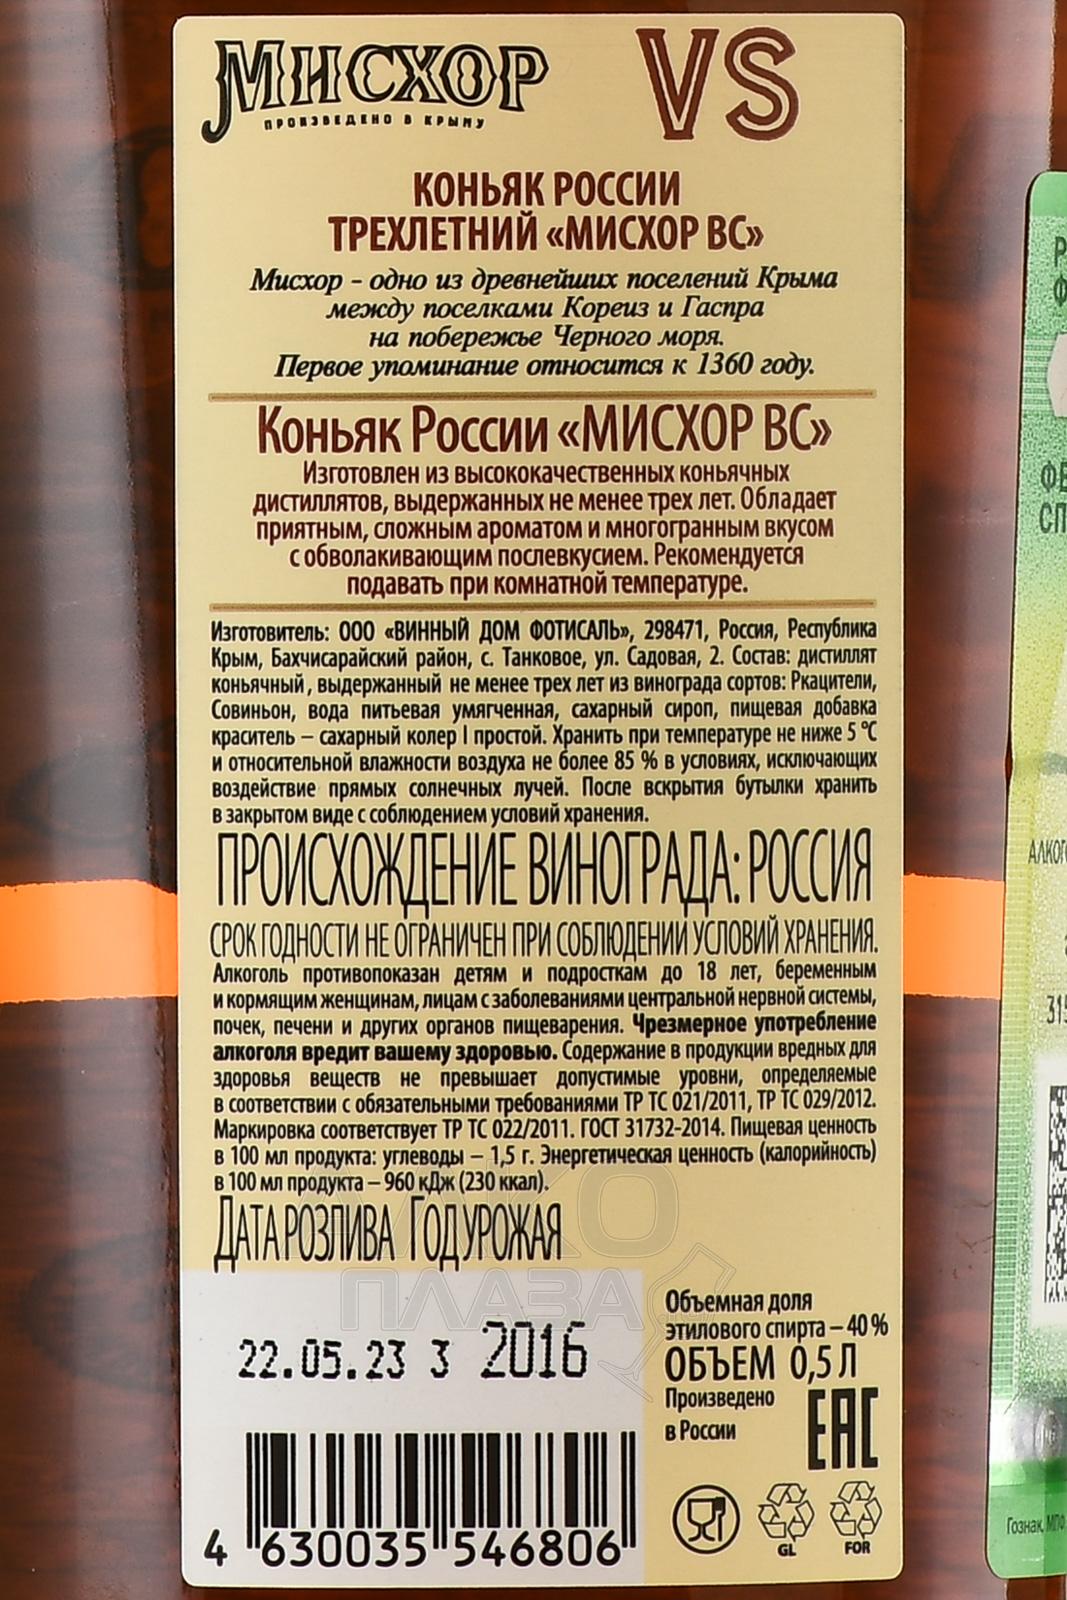 МИСХОР
ПРОИЗВЕДЕНО В КРЫМУ
VS
КОНЬЯК РОССИИ
ТРЕХЛЕТНИЙ «МИСХОР ВС»
Мисхор - одно из древнейших поселений Крыма
между поселками Кореиз и Гаспра
на побережье Черного моря.
Первое упоминание относится к 1360 году.
Коньяк России «МИСХОР ВС»
Изготовлен из высококачественных коньячных
дистиллятов, выдержанных не менее трех лет. Обладает
приятным, сложным ароматом и многогранным вкусом
с обволакивающим послевкусием. Рекомендуется
подавать при комнатной температуре.
Изготовитель: ООО «ВИННЫЙ ДОМ ФОТИСАЛЬ», 298471, Россия, Республика
Крым, Бахчисарайский район, с. Танковое, ул. Садовая, 2. Состав: дистиллят
коньячный, выдержанный не менее трех лет из винограда сортов: Ркацители,
Совиньон, вода питьевая умягченная, сахарный сироп, пищевая добавка
краситель – сахарный колер I простой. Хранить при температуре не ниже 5 °С
и относительной влажности воздуха не более 85 % в условиях, исключающих
воздействие прямых солнечных лучей. После вскрытия бутылки хранить
в закрытом виде с соблюдением условий хранения.
ПРОИСХОЖДЕНИЕ ВИНОГРАДА: РОССИЯ
СРОК ГОДНОСТИ НЕ ОГРАНИЧЕН ПРИ СОБЛЮДЕНИИ УСЛОВИЙ ХРАНЕНИЯ.
Алкоголь противопоказан детям и подросткам до 18 лет, беременным
и кормящим женщинам, лицам с заболеваниями центральной нервной системы,
почек, печени и других органов пищеварения. Чрезмерное употребление
алкоголя вредит вашему здоровью. Содержание в продукции вредных для
здоровья веществ не превышает допустимые уровни, определяемые
в соответствии с обязательными требованиями ТР ТС 021/2011, ТР ТС 029/2012.
Маркировка соответствует ТР ТС 022/2011. ГОСТ 31732-2014. Пищевая ценность
в 100 мл продукта: углеводы – 1,5 г. Энергетическая ценность (калорийность)
в 100 мл продукта – 960 кДж (230 ккал).
ДАТА РОЗЛИВА ГОД УРОЖАЯ
АЛКО
ПЛАЗА
22.05.23 3 2016
Объемная доля
этилового спирта – 40 %
ОБЪЕМ 0,5 Л
Произведено
в России
EAC
GL
FOR
4 630035 546806
Гознак, МПФ